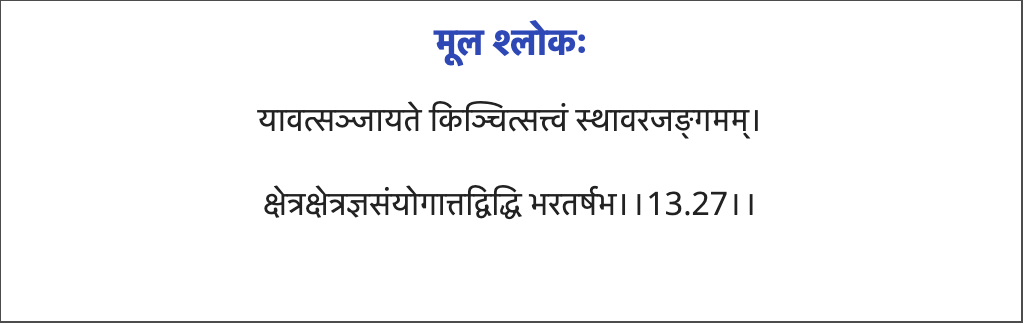 मूल श्लोकः
यावत्सञ्जायते किञ्चित्सत्त्वं स्थावरजङ्गमम्।
क्षेत्रक्षेत्रज्ञसंयोगात्तद्विद्धि भरतर्षभ।।13.27।।